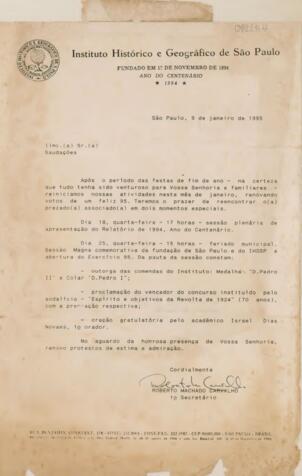 Instituto Histórico e Geográfico de São Paulo
FUNDADO EM 1º DE NOVEMBRO DE 1894
ANO DO CENTENÁRIO
★ 1994 ★
São Paulo, 9 de janeiro de 1995
Ilmo.(a) Sr.(a)
Saudações
Após o período das festas de fim de ano - na certeza
que tudo tenha sido venturoso para Vossa Senhoria e familiares -
reiniciamos nossas atividades neste mês de janeiro, renovando
votos de um feliz 95. Teremos o prazer de reencontrar o(a)
prezado(a) associado(a) em dois momentos especiais.
Dia 18, quarta-feira - 17 horas - sessão plenária de
apresentação do Relatório de 1994, Ano do Centenário.
Dia 25, quarta-feira - 15 horas - feriado municipal.
Sessão Magna comemorativa da fundação de São Paulo e do IHGSP e
abertura do Exercício 95. Da pauta da sessão constam:
- outorga das comendas do Instituto: Medalha "D.Pedro
II" e Colar "D.Pedro I";
- proclamação do vencedor do concurso instituído pelo
sodalício - "Espírito e objetivos da Revolta de 1924" (70 anos),
com a premiação respectiva;
- oração gratulatória pelo acadêmico Israel Dias
Novaes, 1º orador.
No aguardo da honrosa presença de Vossa Senhoria,
renovo protestos de estima e admiração.
Cordialmente
ROBERTO MACHADO CARVALHO
1º Secretário